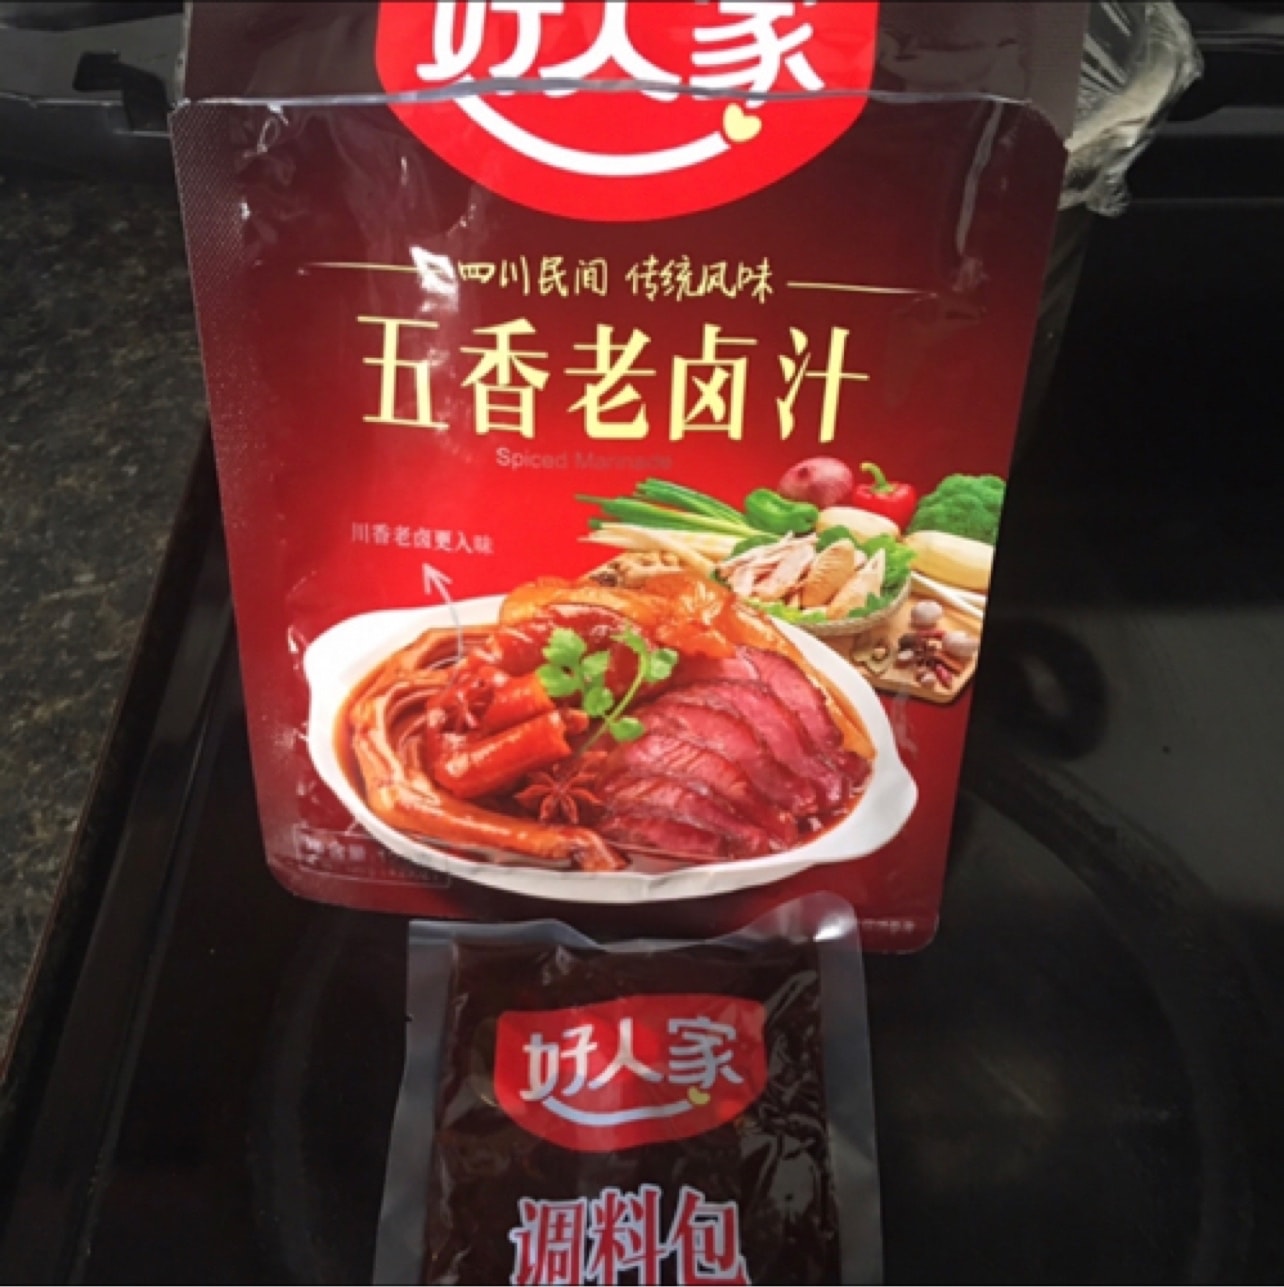 好人家
四川民间 传统风味
五香老卤汁
Spiced Marinade
川香老卤更入味
好人家
调料包